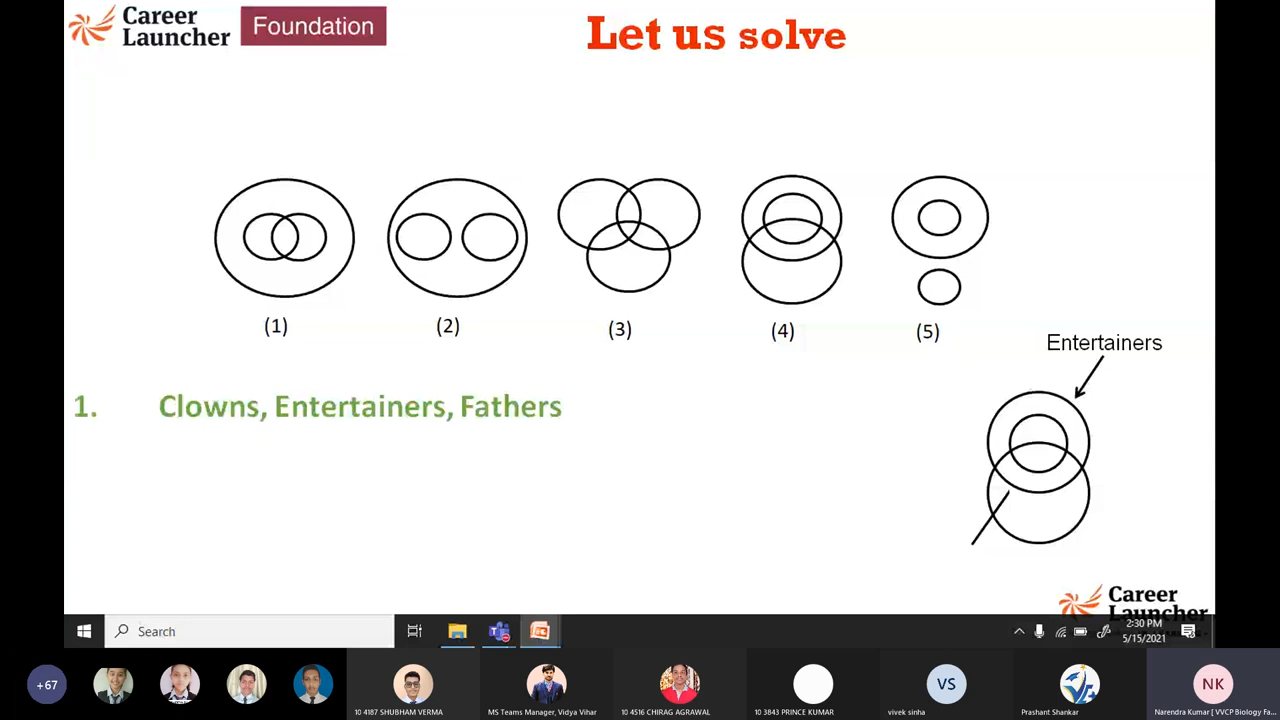 Career
Launcher
Foundation
Let us solve
(1)
(2)
(3)
(4)
(5)
Entertainers
1. Clowns, Entertainers, Fathers
Career
Launcher
Search
2:30 PM
5/15/2021
+67
10 4187 SHUBHAM VERMA
MS Teams Manager, Vidya Vihar
10 4516 CHIRAG AGRAWAL
10 3843 PRINCE KUMAR
VS
vivek sinha
Prashant Shankar
NK
Narendra Kumar [ VVCP Biology Fa...